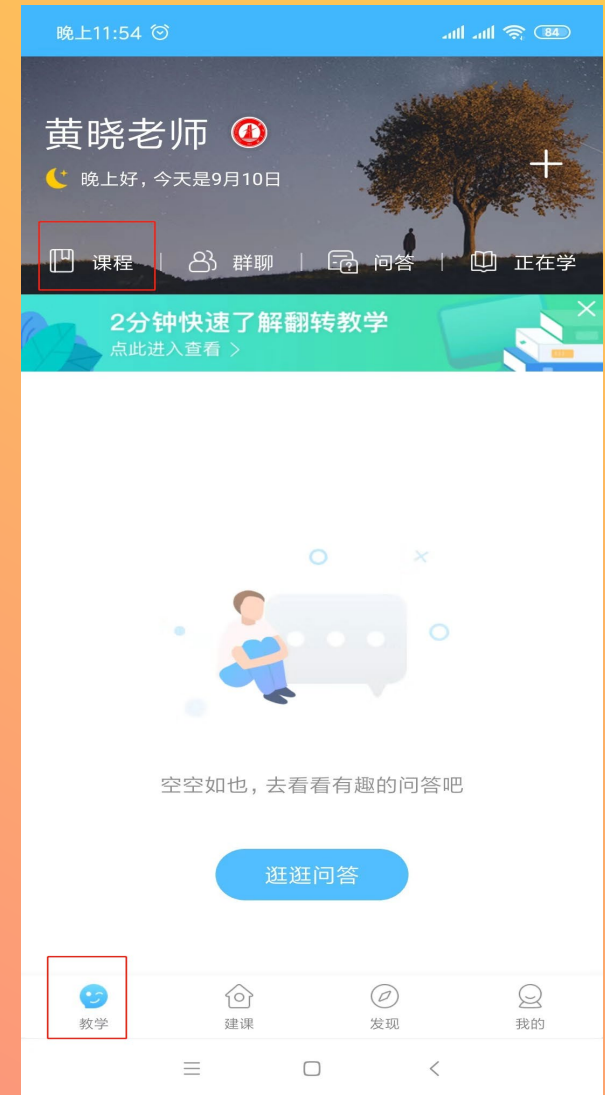 晚上11:54
84
黄晓老师
晚上好，今天是9月10日
课程 | 群聊 | 问答 | 正在学
2分钟快速了解翻转教学
点此进入查看 >
空空如也，去看看有趣的问答吧
逛逛问答
教学 建课 发现 我的